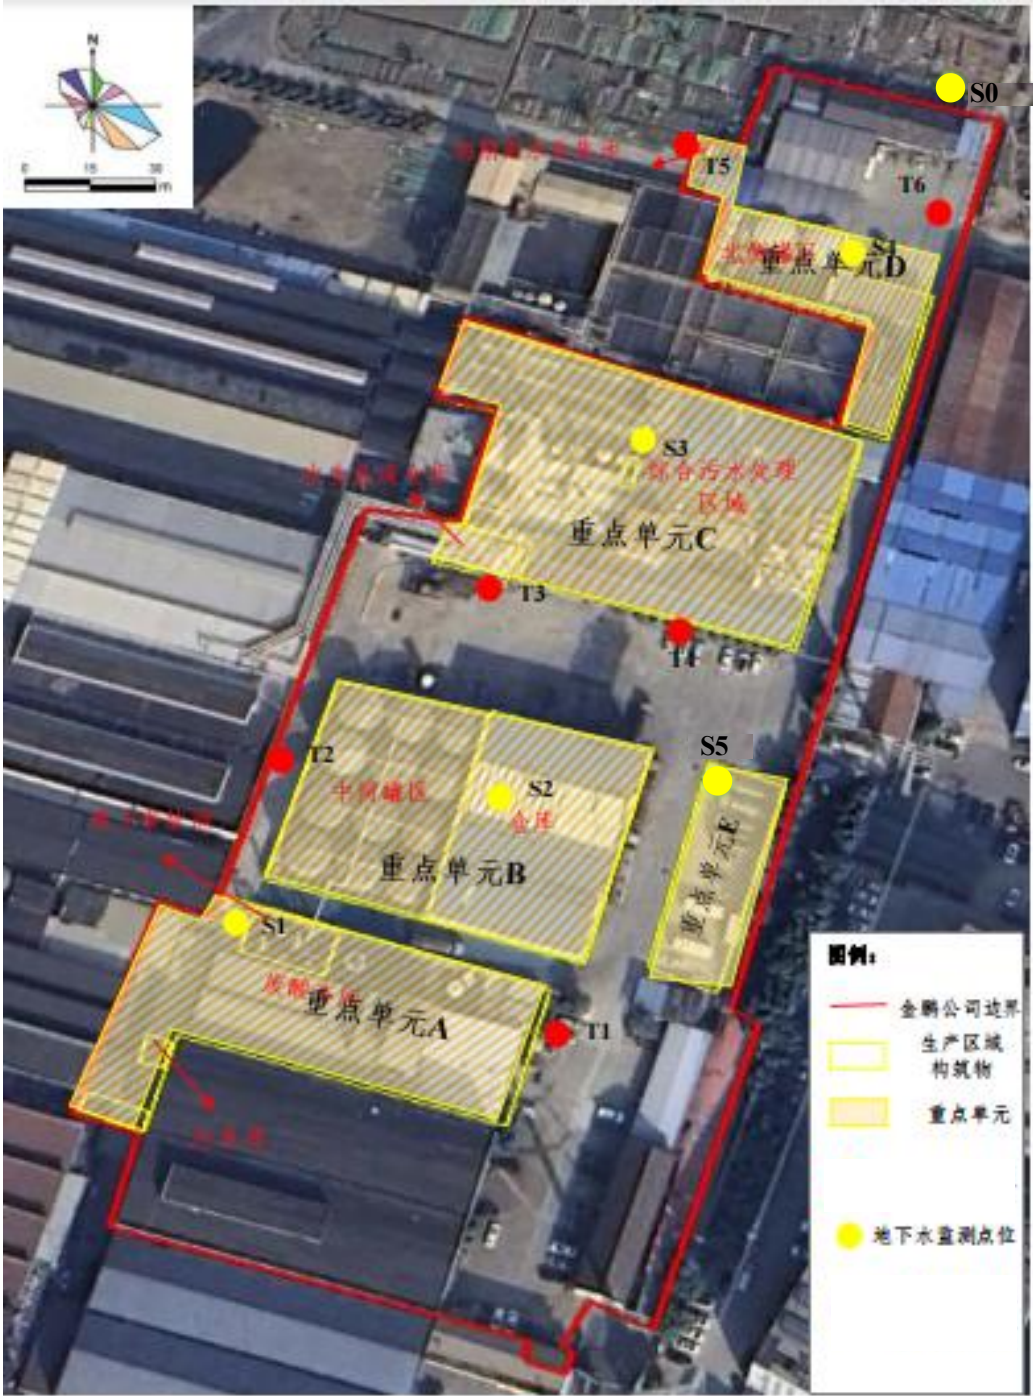 N
0 15 30
m
S0
T5
T6
S4
重点单元D
S3
综合污水处理
区域
重点单元C
T3
T4
S5
T2
中间罐区
S2
仓库
重点单元E
重点单元B
S1
重点单元A
T1
图例：
金鹏公司边界
生产区域
构筑物
重点单元
地下水监测点位